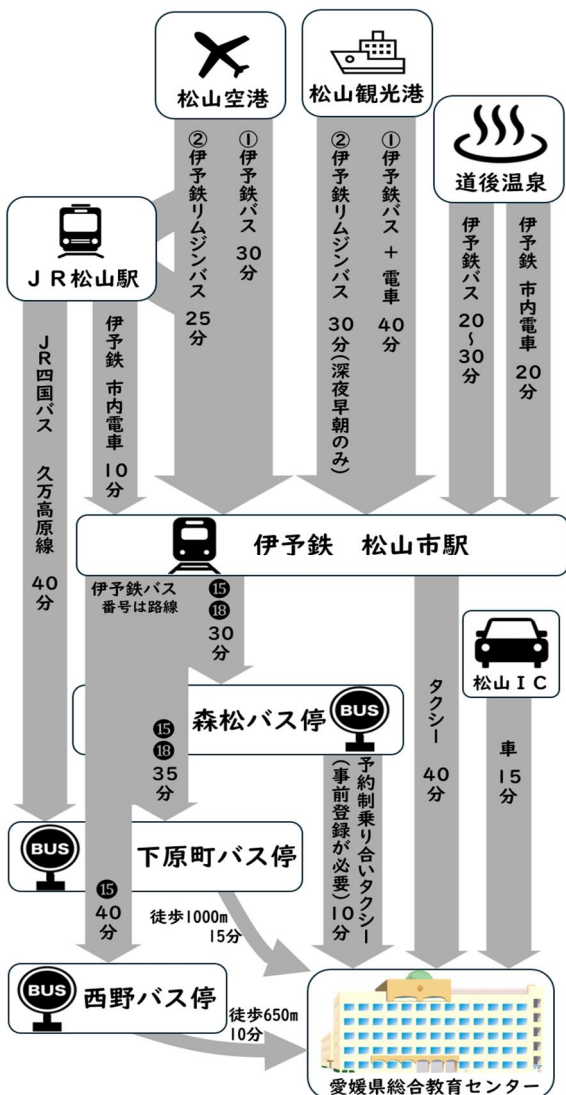 松山空港
松山観光港
道後温泉
JR松山駅
①伊予鉄バス 30分
②伊予鉄リムジンバス 25分
①伊予鉄バス + 電車 40分
②伊予鉄リムジンバス 30分(深夜早朝のみ)
伊予鉄 市内電車 20分
伊予鉄バス 20~30分
伊予鉄 市内電車 10分
JR四国バス 久万高原線 40分
伊予鉄 松山市駅
伊予鉄バス
番号は路線
⓯
⓲
30分
松山IC
BUS
森松バス停
⓯
⓲
35分
タクシー 40分
車 15分
予約制乗り合いタクシー
(事前登録が必要)10分
BUS
下原町バス停
⓯
40分
徒歩1000m
15分
BUS
西野バス停
徒歩650m
10分
愛媛県総合教育センター